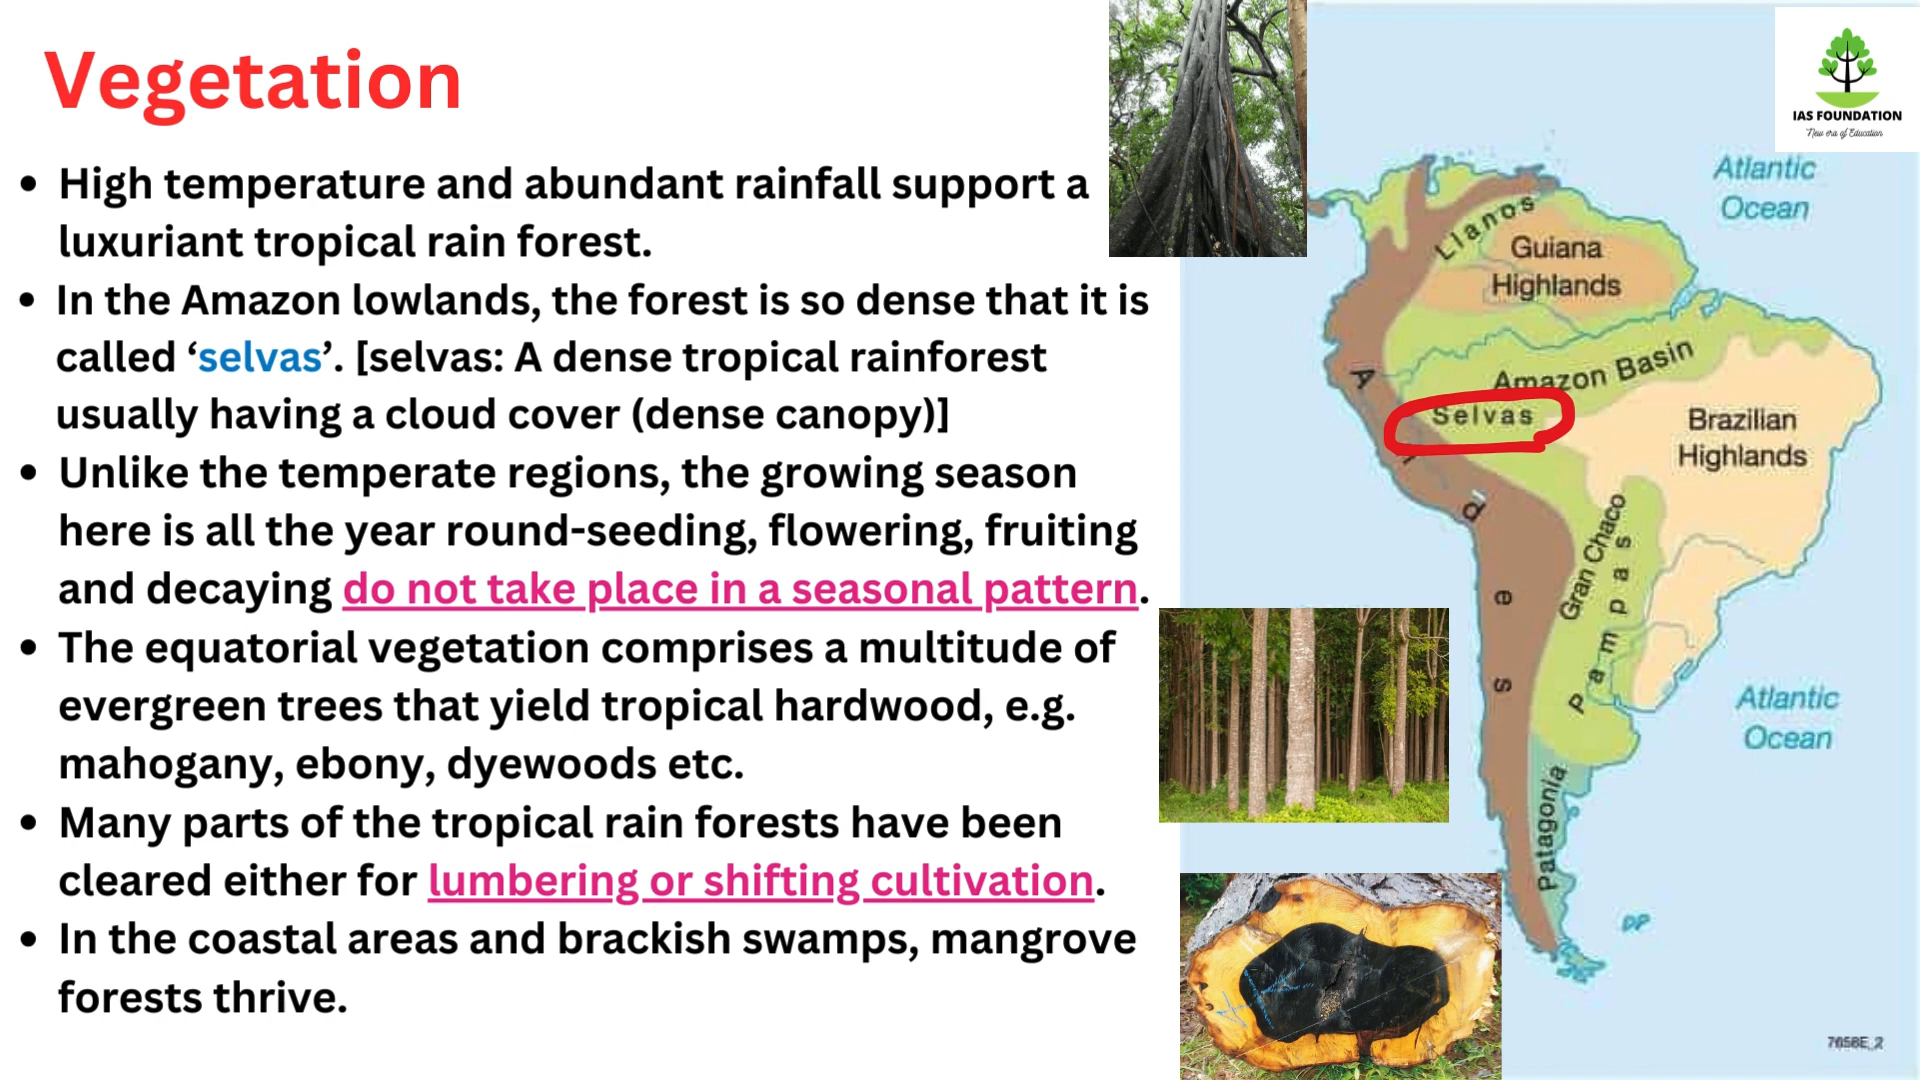 Vegetation
• High temperature and abundant rainfall support a
luxuriant tropical rain forest.
• In the Amazon lowlands, the forest is so dense that it is
called ‘selvas’. [selvas: A dense tropical rainforest
usually having a cloud cover (dense canopy)]
• Unlike the temperate regions, the growing season
here is all the year round-seeding, flowering, fruiting
and decaying do not take place in a seasonal pattern.
• The equatorial vegetation comprises a multitude of
evergreen trees that yield tropical hardwood, e.g.
mahogany, ebony, dyewoods etc.
• Many parts of the tropical rain forests have been
cleared either for lumbering or shifting cultivation.
• In the coastal areas and brackish swamps, mangrove
forests thrive.
IAS FOUNDATION
New era of Education
Atlantic
Ocean
Llanos
Guiana
Highlands
Amazon Basin
Selvas
Brazilian
Highlands
A n d e s
Gran Chaco
Pampas
Patagonia
Atlantic
Ocean
DP
7656E_2